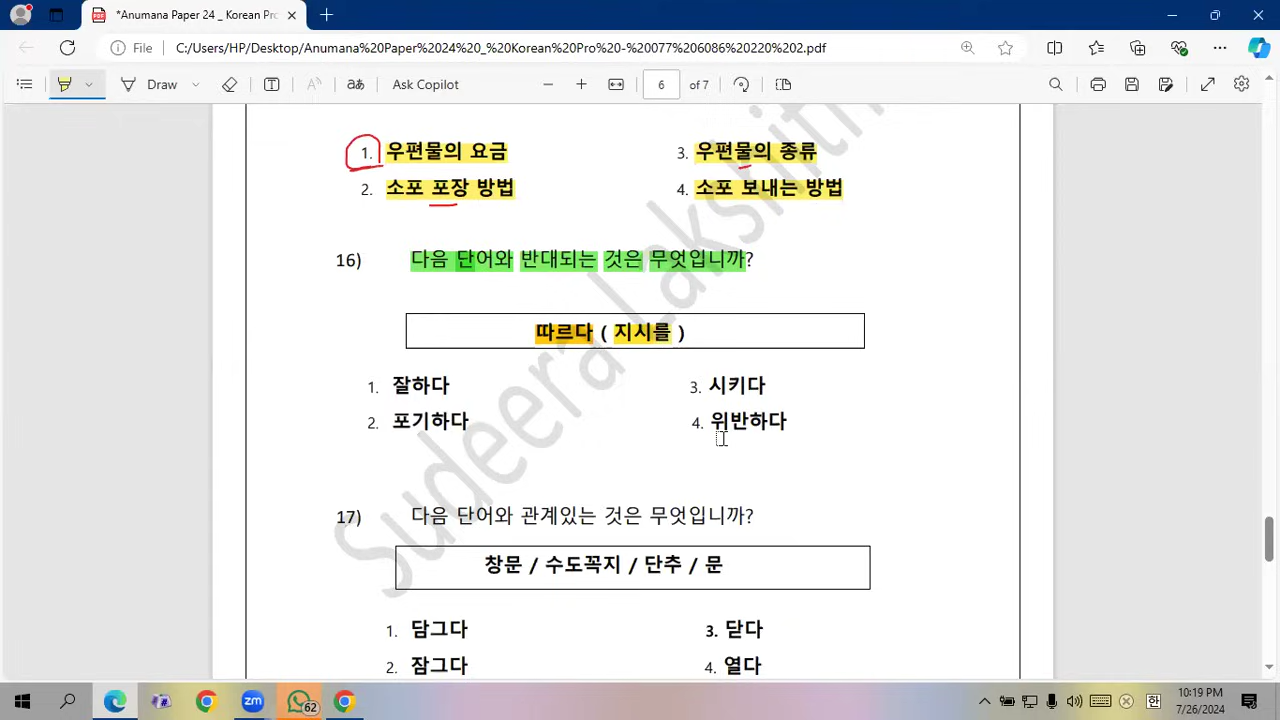 *Anumana Paper 24 _ Korean Pro
File
C:/Users/HP/Desktop/Anumana%20Paper%2024%20_%20Korean%20Pro%20-%20077%206086%20220%202.pdf
Draw
Ask Copilot
6 of 7
1. 우편물의 요금
3. 우편물의 종류
2. 소포 포장 방법
4. 소포 보내는 방법
16) 다음 단어와 반대되는 것은 무엇입니까?
따르다 ( 지시를 )
1. 잘하다
3. 시키다
2. 포기하다
4. 위반하다
17) 다음 단어와 관계있는 것은 무엇입니까?
창문 / 수도꼭지 / 단추 / 문
1. 담그다
3. 닫다
2. 잠그다
4. 열다
Sudeera Lakshith
62
10:19 PM
7/26/2024